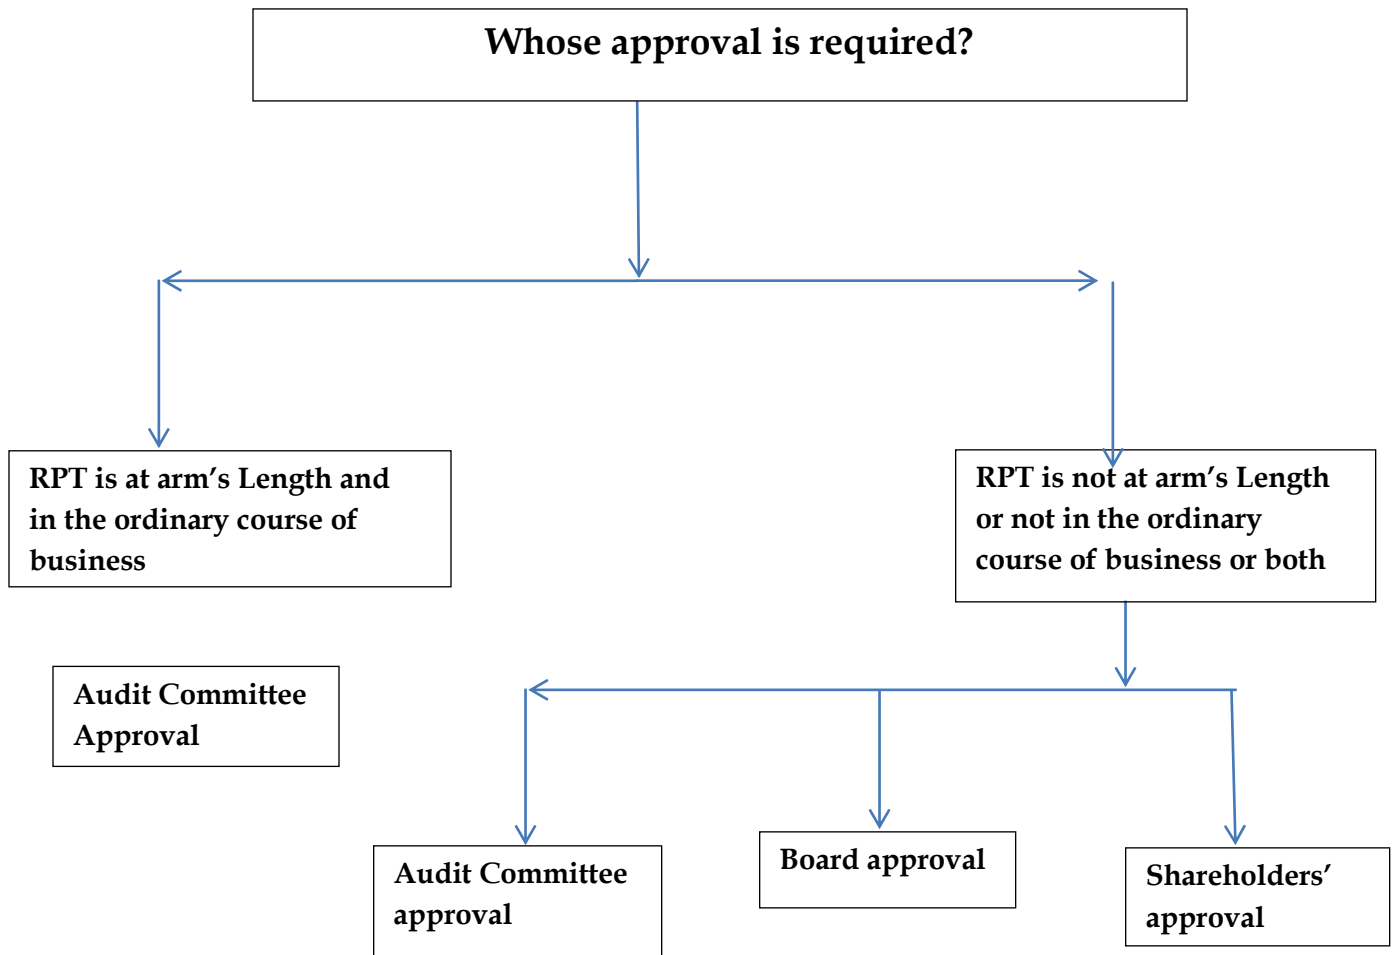 Whose approval is required?
RPT is at arm’s Length and
in the ordinary course of
business
RPT is not at arm’s Length
or not in the ordinary
course of business or both
Audit Committee
Approval
Audit Committee
approval
Board approval
Shareholders’
approval